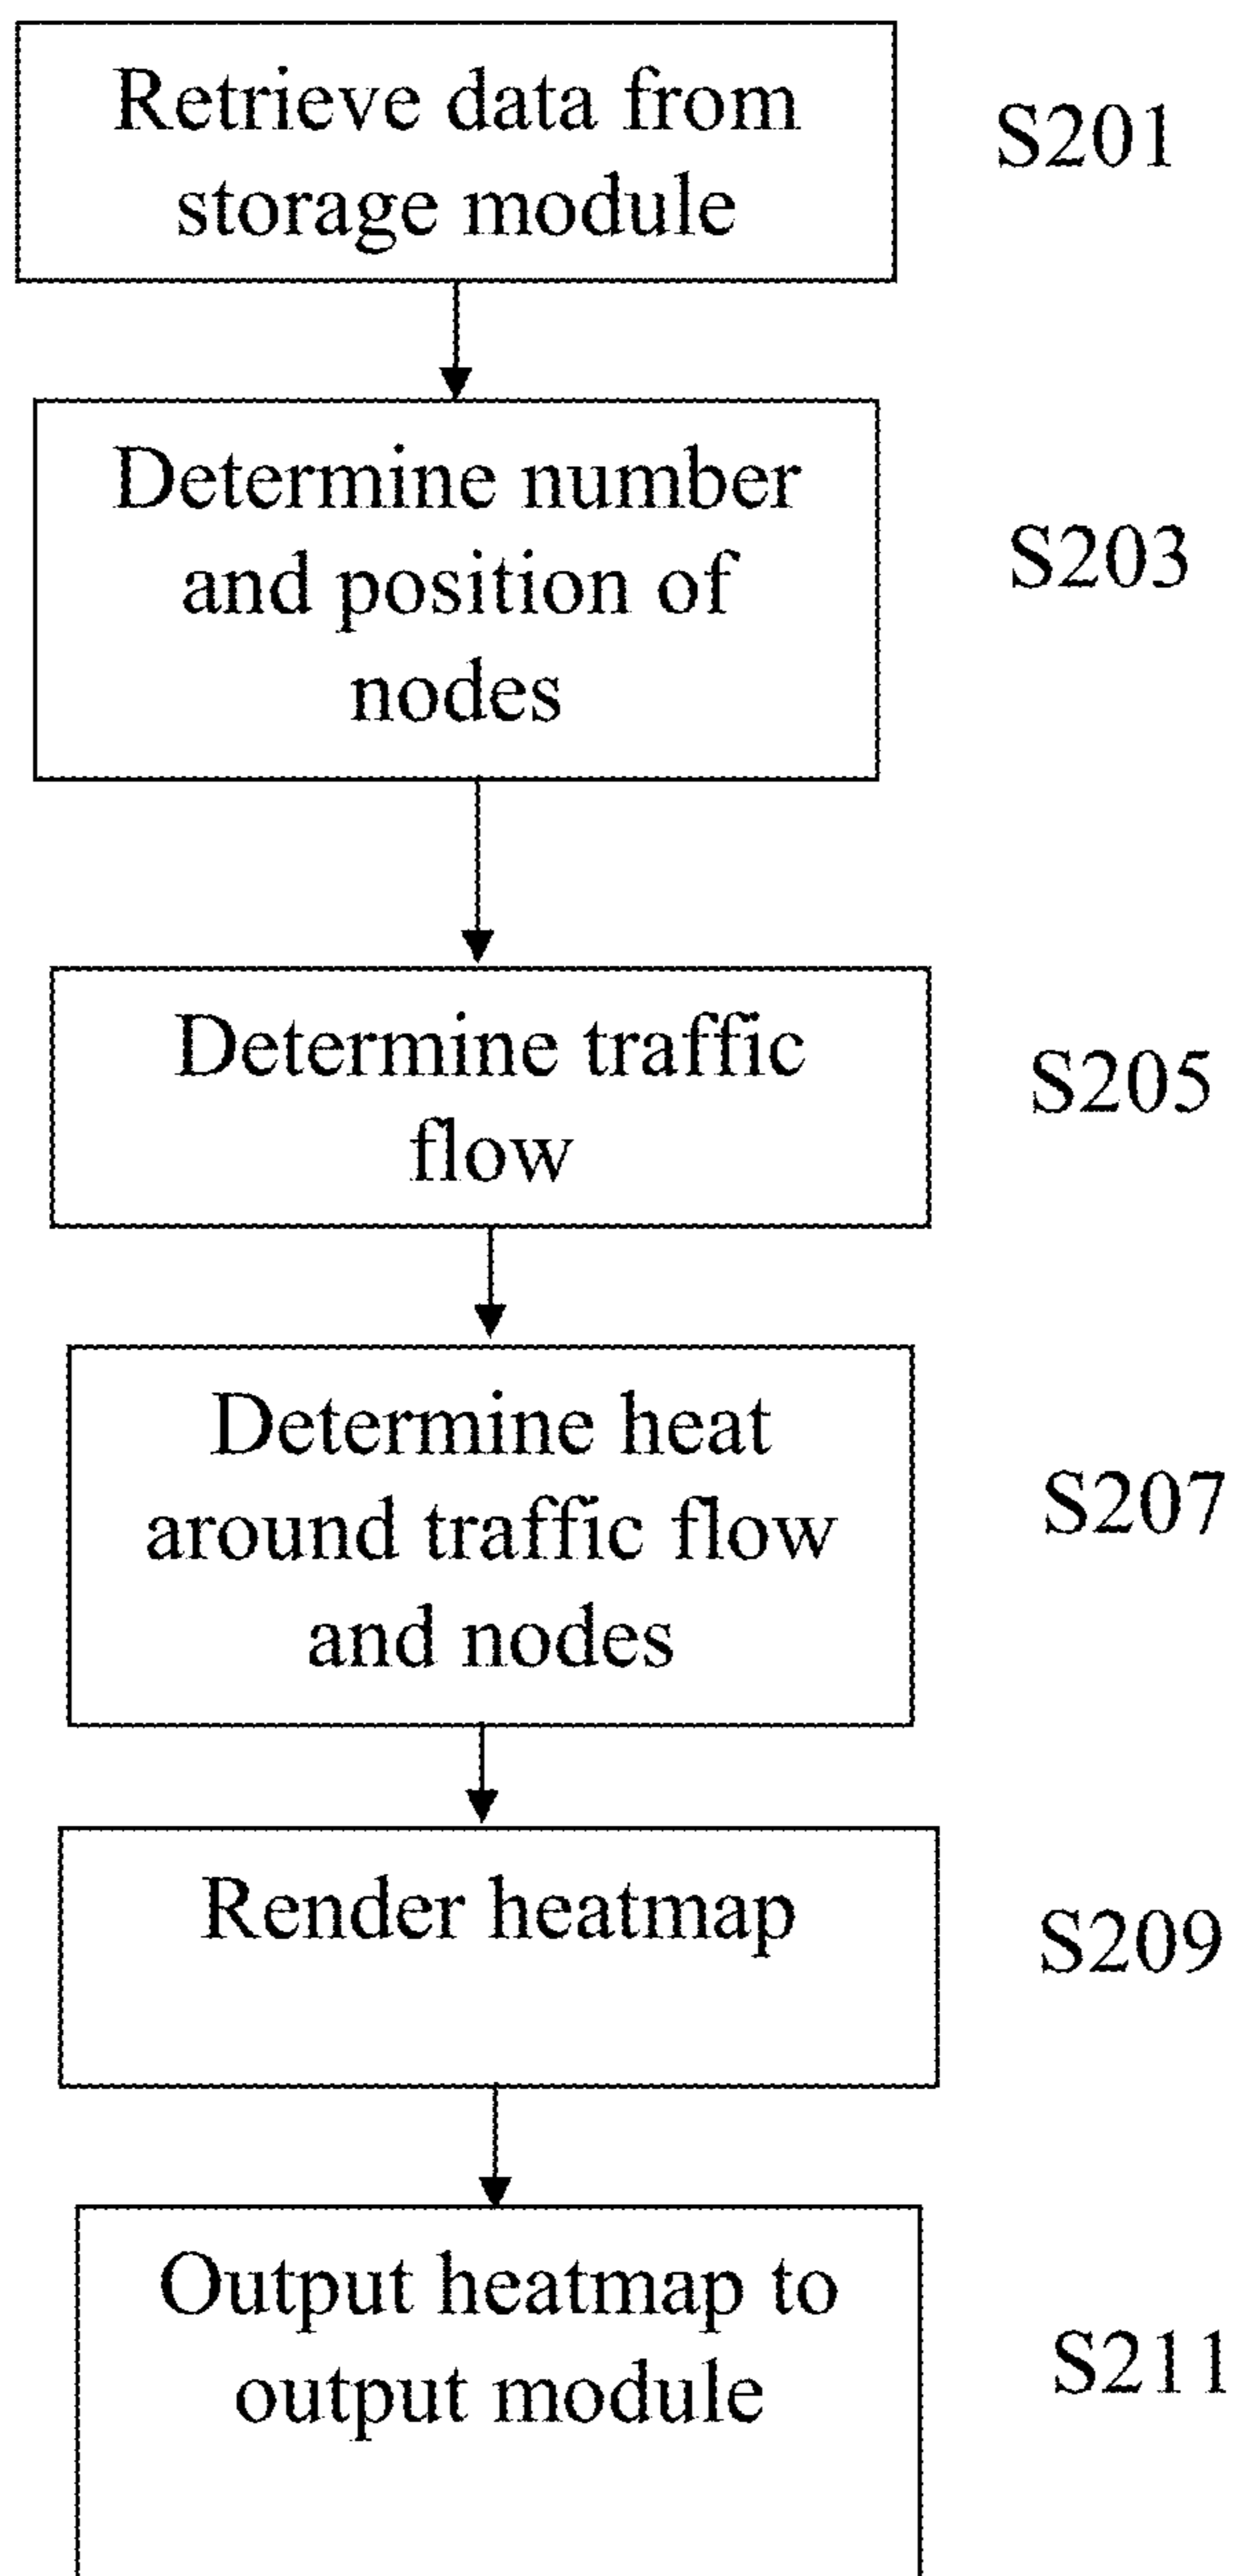 Retrieve data from
storage module
S201
Determine number
and position of
nodes
S203
Determine traffic
flow
S205
Determine heat
around traffic flow
and nodes
S207
Render heatmap
S209
Output heatmap to
output module
S211